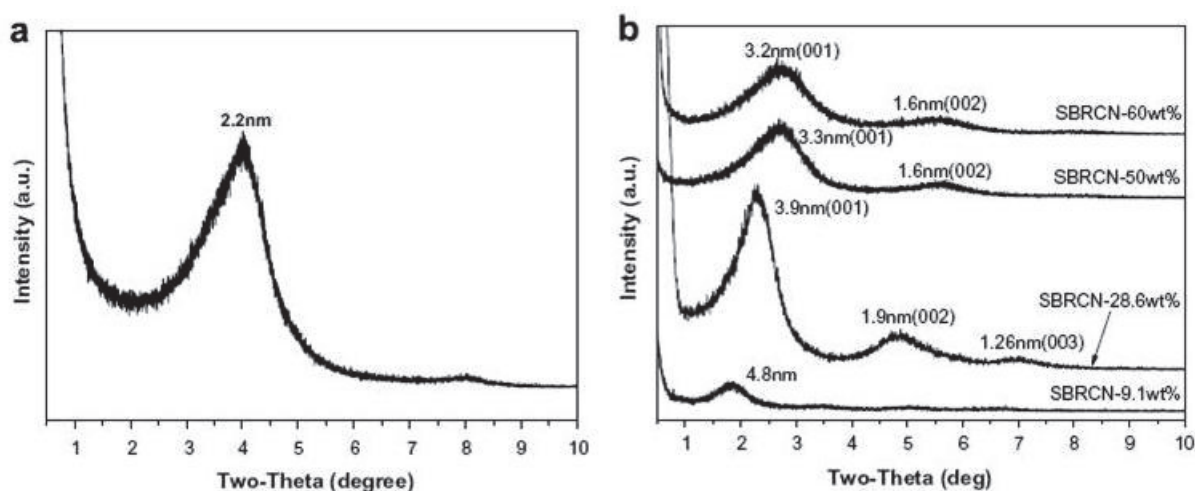 a
2.2nm
Intensity (a.u.)
1 2 3 4 5 6 7 8 9 10
Two-Theta (degree)
b
3.2nm(001)
1.6nm(002)
SBRCN-60wt%
3.3nm(001)
1.6nm(002)
SBRCN-50wt%
3.9nm(001)
SBRCN-28.6wt%
1.9nm(002)
1.26nm(003)
4.8nm
SBRCN-9.1wt%
Intensity (a.u.)
1 2 3 4 5 6 7 8 9 10
Two-Theta (deg)